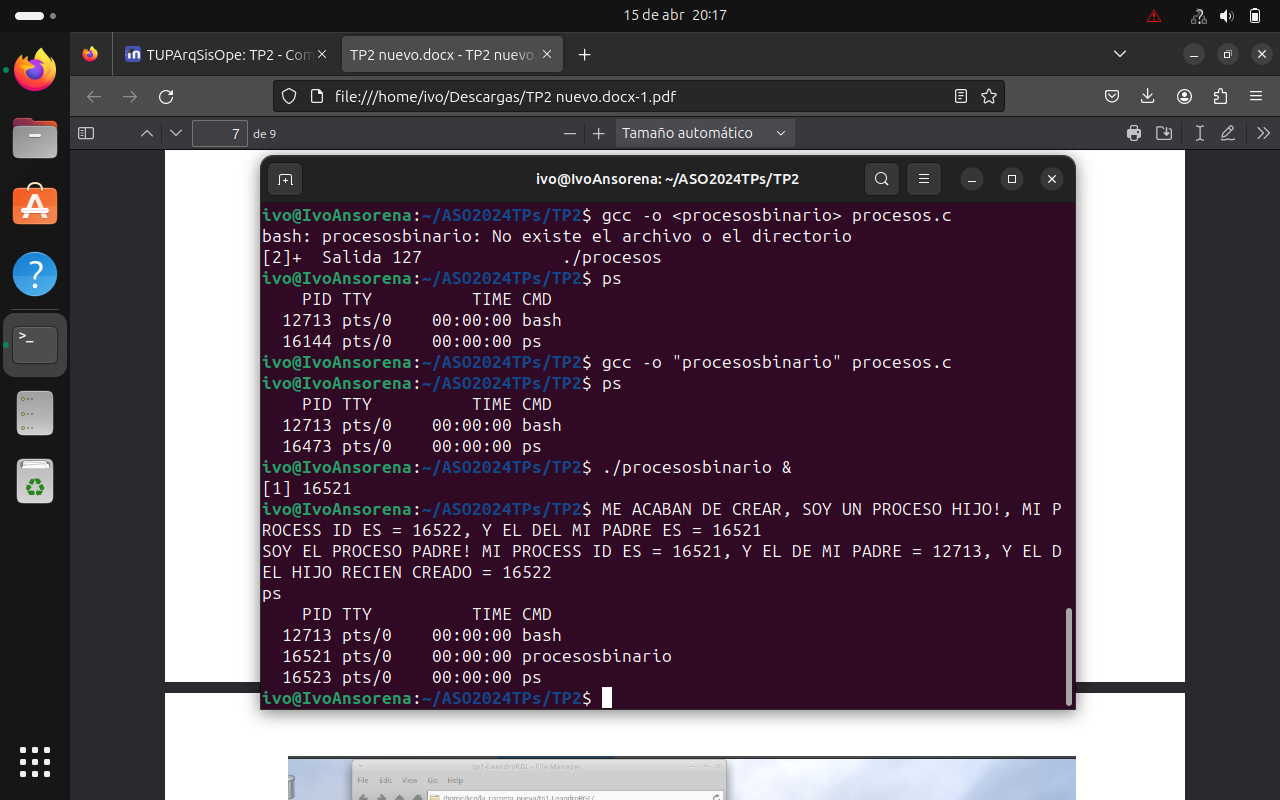 15 de abr 20:17
TUPArqSisOpe: TP2 - Com
TP2 nuevo.docx - TP2 nuevo.
file:///home/ivo/Descargas/TP2 nuevo.docx-1.pdf
7 de 9
Tamaño automático
ivo@IvoAnsorena: ~/ASO2024TPs/TP2
ivo@IvoAnsorena:~/ASO2024TPs/TP2$ gcc -o <procesosbinario> procesos.c
bash: procesosbinario: No existe el archivo o el directorio
[2]+  Salida 127              ./procesos
ivo@IvoAnsorena:~/ASO2024TPs/TP2$ ps
    PID TTY          TIME CMD
  12713 pts/0    00:00:00 bash
  16144 pts/0    00:00:00 ps
ivo@IvoAnsorena:~/ASO2024TPs/TP2$ gcc -o "procesosbinario" procesos.c
ivo@IvoAnsorena:~/ASO2024TPs/TP2$ ps
    PID TTY          TIME CMD
  12713 pts/0    00:00:00 bash
  16473 pts/0    00:00:00 ps
ivo@IvoAnsorena:~/ASO2024TPs/TP2$ ./procesosbinario &
[1] 16521
ivo@IvoAnsorena:~/ASO2024TPs/TP2$ ME ACABAN DE CREAR, SOY UN PROCESO HIJO!, MI P
ROCESS ID ES = 16522, Y EL DEL MI PADRE ES = 16521
SOY EL PROCESO PADRE! MI PROCESS ID ES = 16521, Y EL DE MI PADRE = 12713, Y EL D
EL HIJO RECIEN CREADO = 16522
ps
    PID TTY          TIME CMD
  12713 pts/0    00:00:00 bash
  16521 pts/0    00:00:00 procesosbinario
  16523 pts/0    00:00:00 ps
ivo@IvoAnsorena:~/ASO2024TPs/TP2$
tp1-LeandroRGL - File Manager
File Edit View Go Help